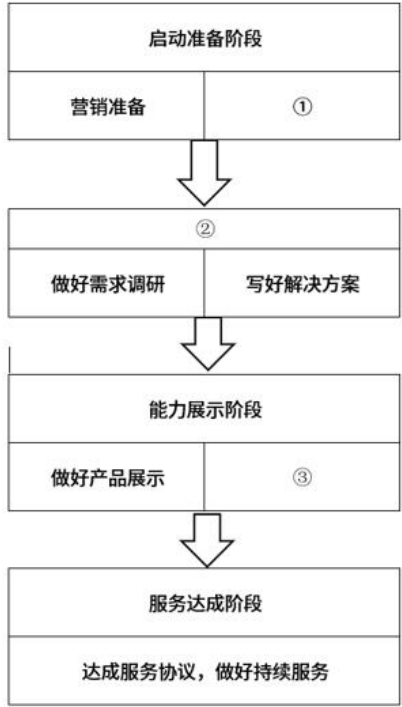 启动准备阶段
营销准备
①
②
做好需求调研
写好解决方案
能力展示阶段
做好产品展示
③
服务达成阶段
达成服务协议，做好持续服务